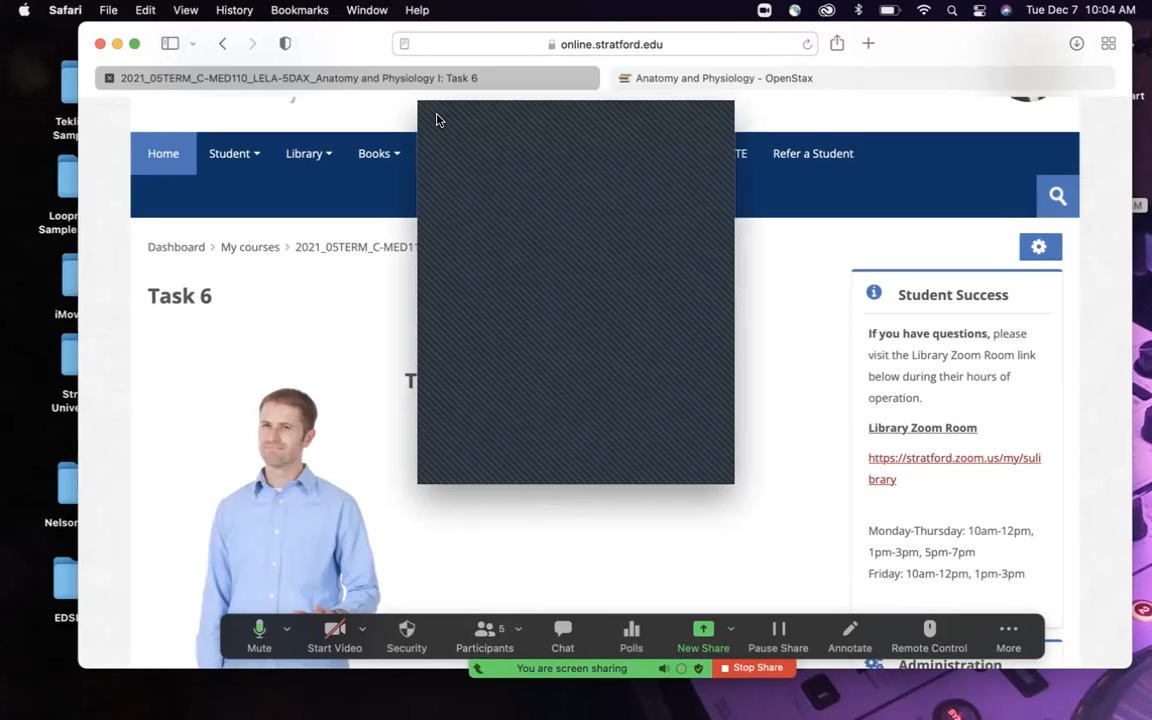 Safari File Edit View History Bookmarks Window Help Tue Dec 7 10:04 AM
online.stratford.edu
2021_05TERM_C-MED110_LELA-5DAX_Anatomy and Physiology I: Task 6
Anatomy and Physiology - OpenStax
Home Student Library Books TE Refer a Student
Dashboard > My courses > 2021_05TERM_C-MED11
Task 6
T
Student Success
If you have questions, please
visit the Library Zoom Room link
below during their hours of
operation.
Library Zoom Room
https://stratford.zoom.us/my/suli
brary
Monday-Thursday: 10am-12pm,
1pm-3pm, 5pm-7pm
Friday: 10am-12pm, 1pm-3pm
Administration
Tekli
Samp
Loopr
Sample
iMov
Str
Unive
Nelson
EDSI
art
M
5
Mute Start Video Security Participants Chat Polls New Share Pause Share Annotate Remote Control More
You are screen sharing Stop Share